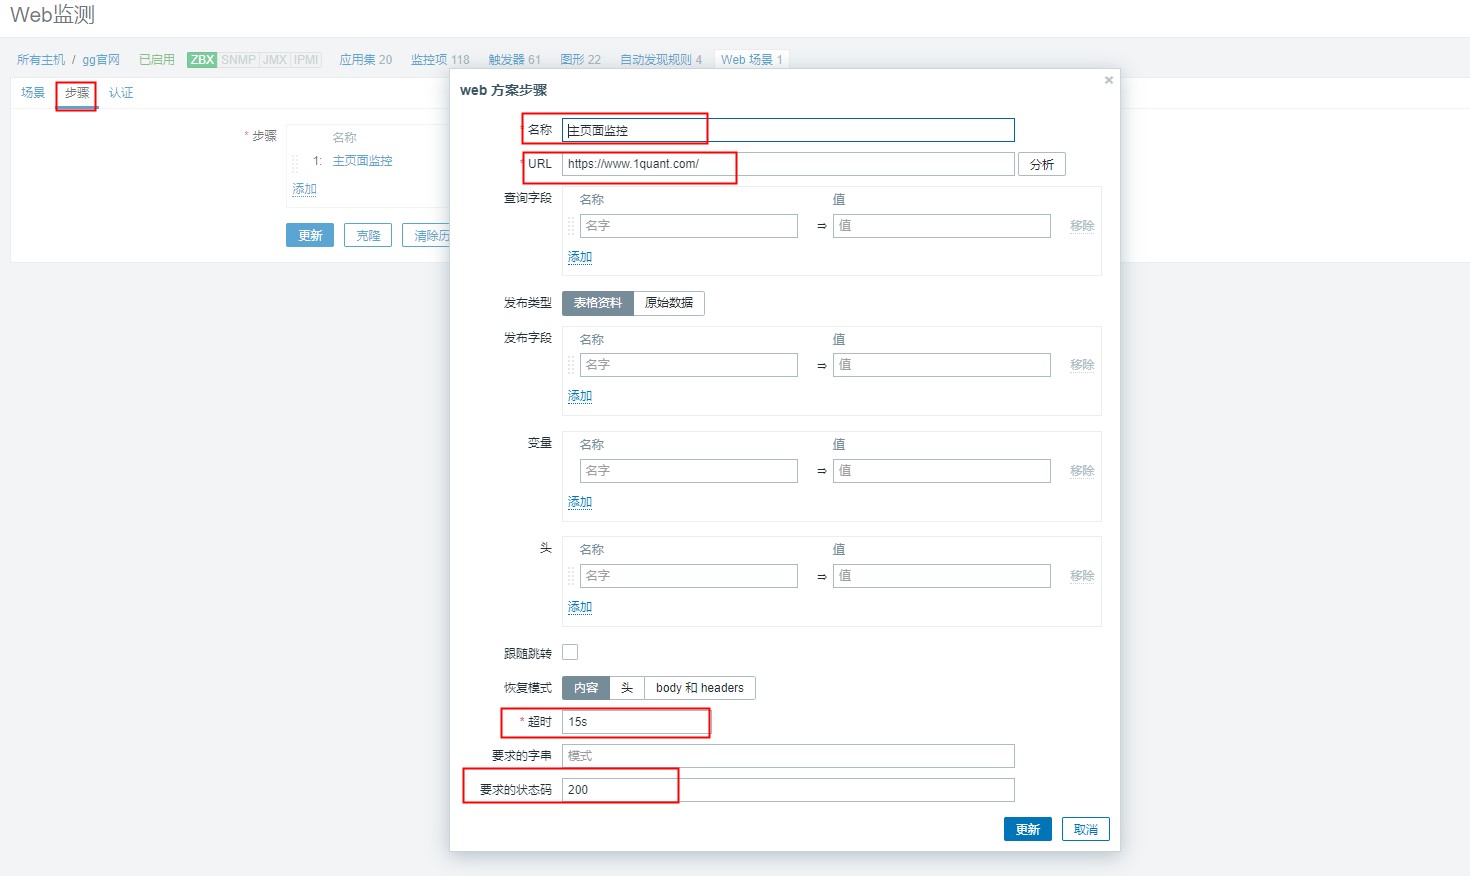 Web监测
所有主机 / gg官网 已启用 ZBX SNMP JMX IPMI 应用集 20 监控项 118 触发器 61 图形 22 自动发现规则 4 Web 场景 1
场景 步骤 认证
* 步骤 名称
1: 主页面监控
添加
更新 克隆 清除历
web 方案步骤 ×
* 名称 主页面监控
* URL https://www.1quant.com/ 分析
查询字段 名称 值
名字 ⇒ 值 移除
添加
发布类型 表格资料 原始数据
发布字段 名称 值
名字 ⇒ 值 移除
添加
变量 名称 值
名字 ⇒ 值 移除
添加
头 名称 值
名字 ⇒ 值 移除
添加
跟随跳转
恢复模式 内容 头 body 和 headers
* 超时 15s
要求的字串 模式
要求的状态码 200
更新 取消